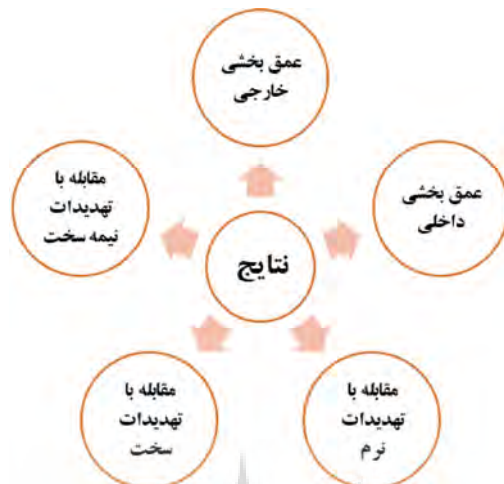 عمق بخشی
خارجی
عمق بخشی
داخلی
مقابله با
تهدیدات
نیمه سخت
نتایج
مقابله با
تهدیدات
نرم
مقابله با
تهدیدات
سخت